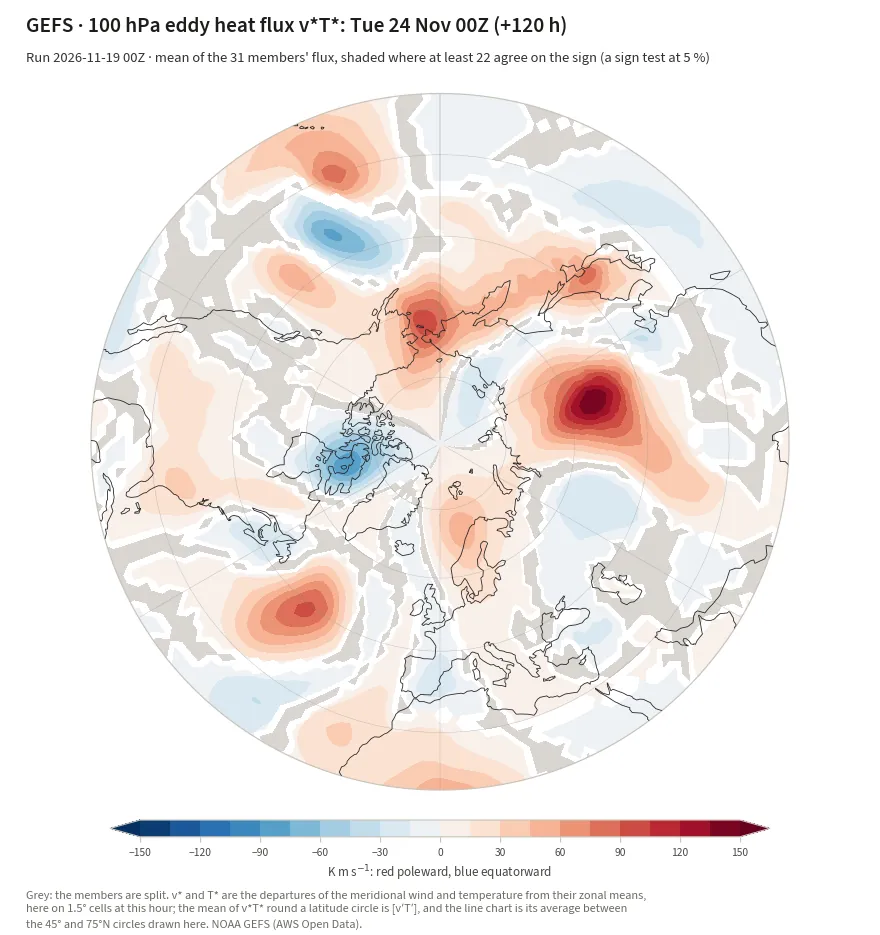 GEFS · 100 hPa eddy heat flux v*T*: Tue 24 Nov 00Z (+120 h)
Run 2026-11-19 00Z · mean of the 31 members' flux, shaded where at least 22 agree on the sign (a sign test at 5 %)
−150 −120 −90 −60 −30 0 30 60 90 120 150
K m s⁻¹: red poleward, blue equatorward
Grey: the members are split. v* and T* are the departures of the meridional wind and temperature from their zonal means,
here on 1.5° cells at this hour; the mean of v*T* round a latitude circle is [v′T′], and the line chart is its average between
the 45° and 75°N circles drawn here. NOAA GEFS (AWS Open Data).